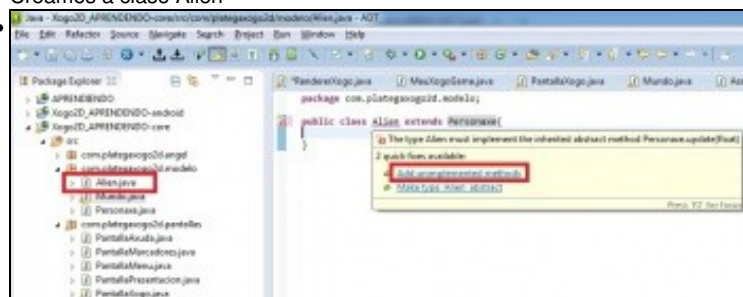 Creamos a clase Alien
Java - Xogo2D_APRENDENDO-core/src/com/plategaxogo2d/modelo/Alien.java - ADT
File Edit Refactor Source Navigate Search Project Run Window Help
Package Explorer
*RendererXogo.java MeuXogoGame.java PantallaXogo.java Mundo.java
APRENDENDO
Xogo2D_APRENDENDO-android
Xogo2D_APRENDENDO-core
src
com.plategaxogo2d.angel
com.plategaxogo2d.modelo
Alien.java
Mundo.java
Personaxe.java
com.plategaxogo2d.pantallas
PantallaAxuda.java
PantallaMarcadores.java
PantallaMenu.java
PantallaPresentacion.java
PantallaXogo.java
package com.plategaxogo2d.modelo;
public class Alien extends Personaxe{
}
The type Alien must implement the inherited abstract method Personaxe.update(float)
2 quick fixes available:
Add unimplemented methods
Make type 'Alien' abstract
Press 'F2' for focus